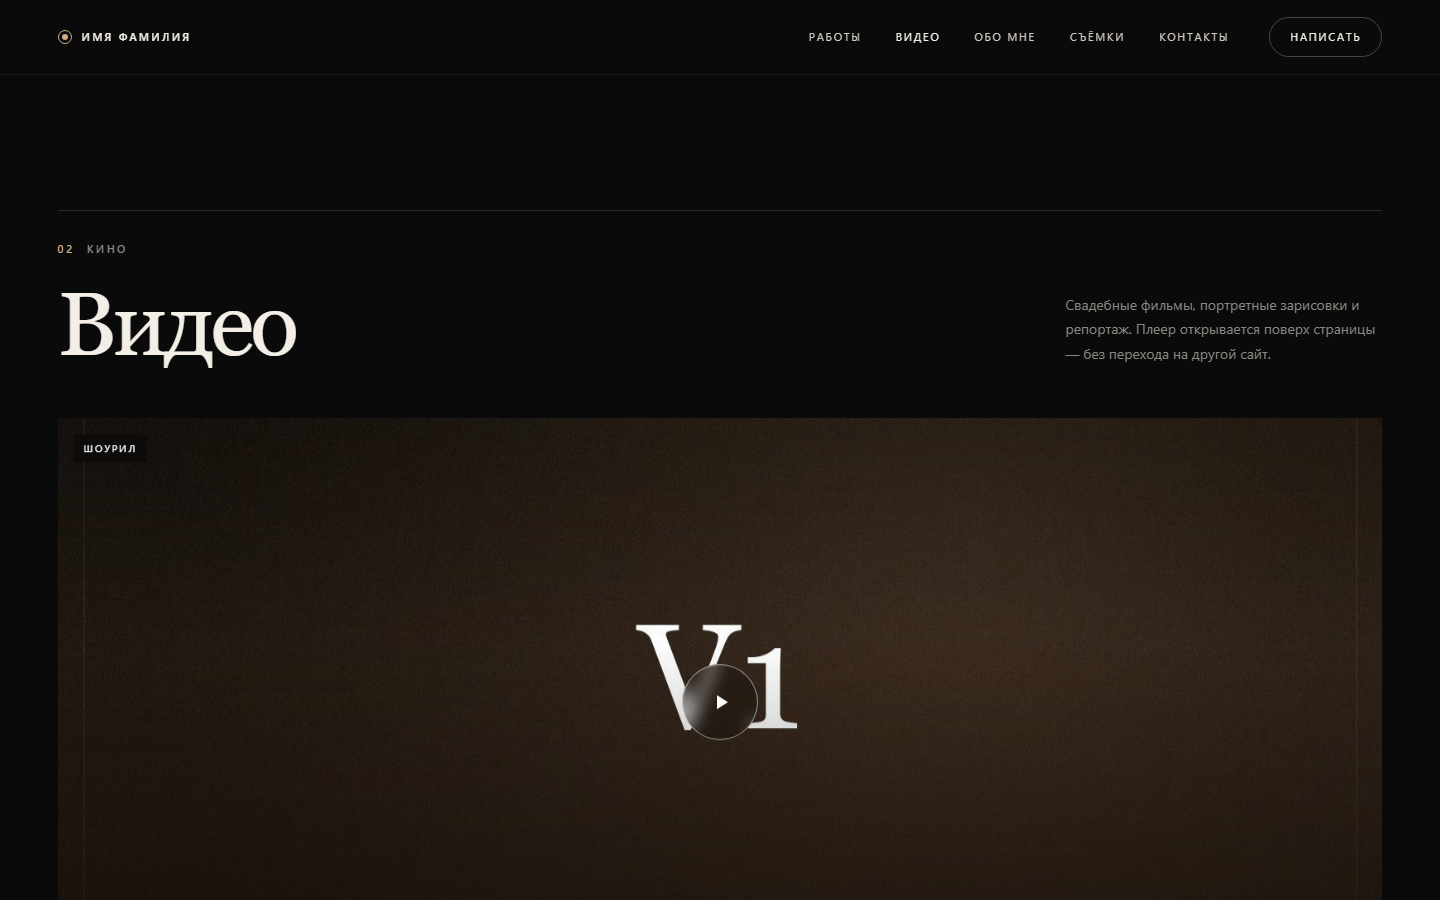 ИМЯ ФАМИЛИЯ
РАБОТЫ ВИДЕО ОБО МНЕ СЪЁМКИ КОНТАКТЫ НАПИСАТЬ
02 КИНО
Видео
Свадебные фильмы, портретные зарисовки и
репортаж. Плеер открывается поверх страницы
— без перехода на другой сайт.
ШОУРИЛ
V1